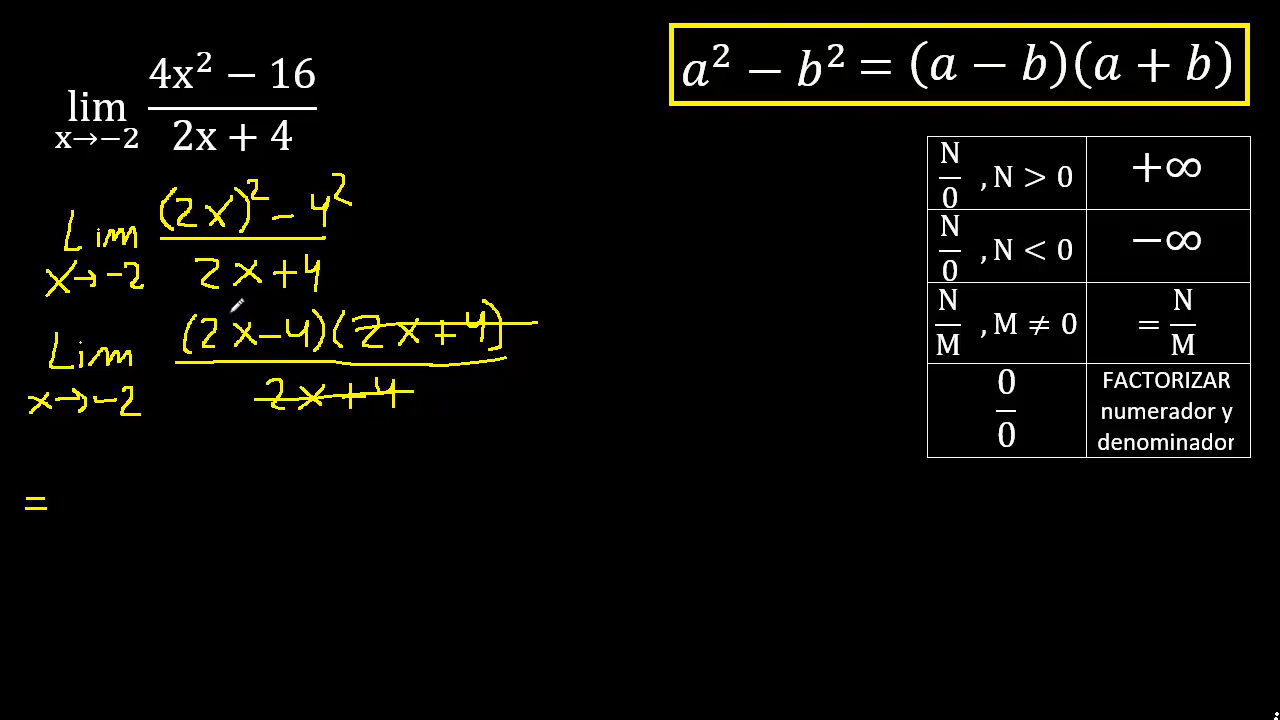 lim x→−2 (4x² − 16)/(2x + 4)
a² − b² = (a − b)(a + b)
Lim x→−2 ((2x)² − 4²)/(2x + 4)
Lim x→−2 ((2x − 4)(2x + 4))/(2x + 4)
=
N/0 , N > 0 +∞
N/0 , N < 0 −∞
N/M , M ≠ 0 = N/M
0/0 FACTORIZAR
numerador y
denominador